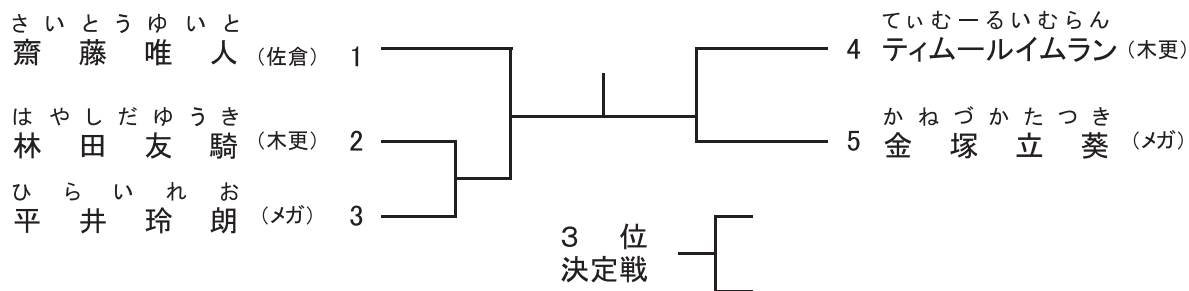 さいとうゆいと
齋藤唯人（佐倉）1
はやしだゆうき
林田友騎（木更）2
ひらいれお
平井玲朗（メガ）3
てぃむーるいむらん
4 ティムールイムラン（木更）
かねづかたつき
5 金塚立葵（メガ）
3位
決定戦